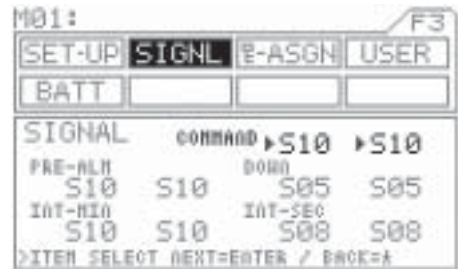 M01: F3
SET-UP SIGNL E-ASGN USER
BATT
SIGNAL COMMAND ▶S10 ▶S10
PRE-ALM DOWN
S10 S10 S05 S05
INT-MIN INT-SEC
S10 S10 S08 S08
>ITEM SELECT NEXT=ENTER / BACK=*